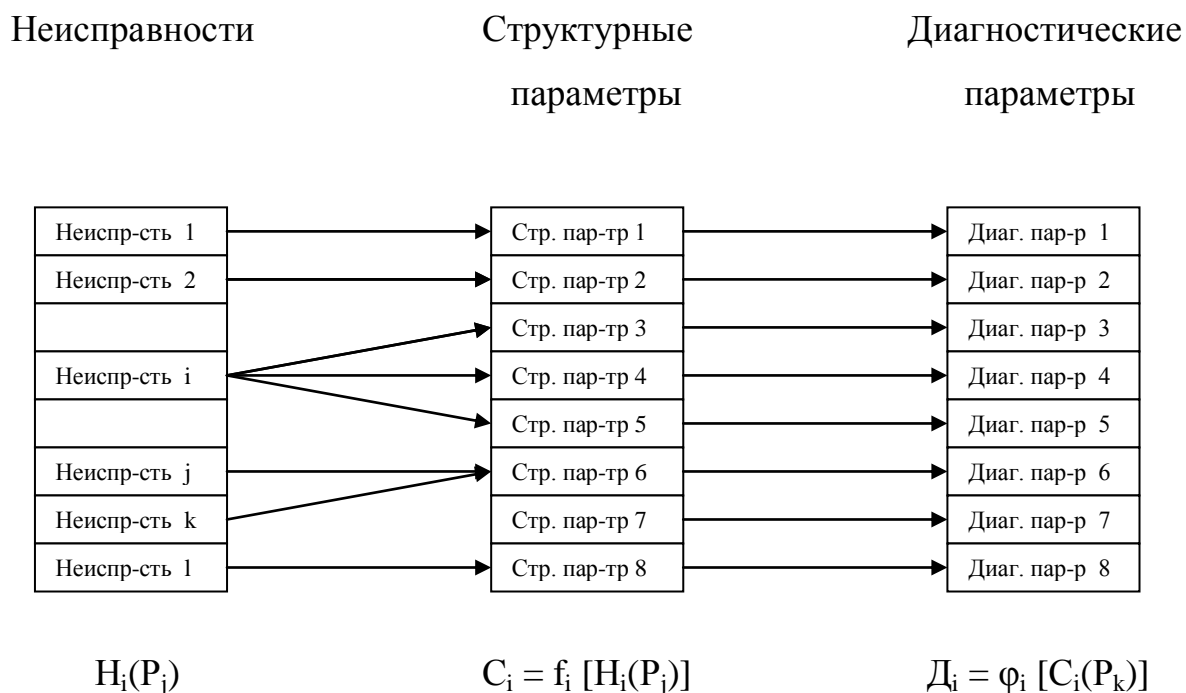 Неисправности
Структурные параметры
Диагностические параметры
Неиспр-сть 1
Неиспр-сть 2
Неиспр-сть i
Неиспр-сть j
Неиспр-сть k
Неиспр-сть l
Стр. пар-тр 1
Стр. пар-тр 2
Стр. пар-тр 3
Стр. пар-тр 4
Стр. пар-тр 5
Стр. пар-тр 6
Стр. пар-тр 7
Стр. пар-тр 8
Диаг. пар-р 1
Диаг. пар-р 2
Диаг. пар-р 3
Диаг. пар-р 4
Диаг. пар-р 5
Диаг. пар-р 6
Диаг. пар-р 7
Диаг. пар-р 8
Hᵢ(Pⱼ)
Cᵢ = fᵢ [Hᵢ(Pⱼ)]
Дᵢ = φᵢ [Cᵢ(Pₖ)]